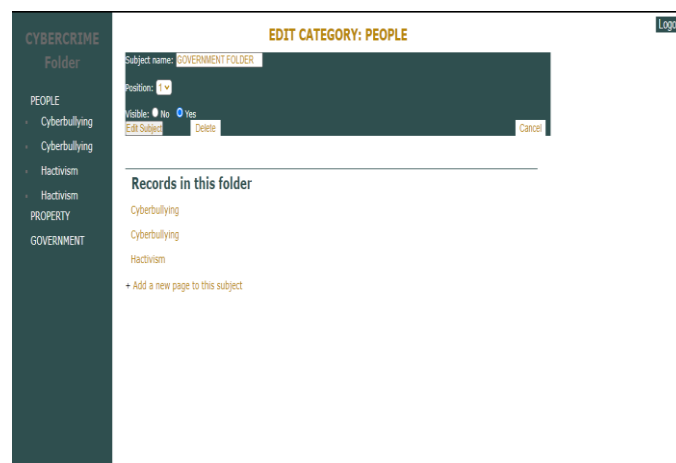 CYBERCRIME
Folder
PEOPLE
Cyberbullying
Cyberbullying
Hactivism
Hactivism
PROPERTY
GOVERNMENT
EDIT CATEGORY: PEOPLE
Logo
Subject name: GOVERNMENT FOLDER
Position: 1
Visible: No Yes
Edit Subject Delete Cancel
Records in this folder
Cyberbullying
Cyberbullying
Hactivism
+ Add a new page to this subject